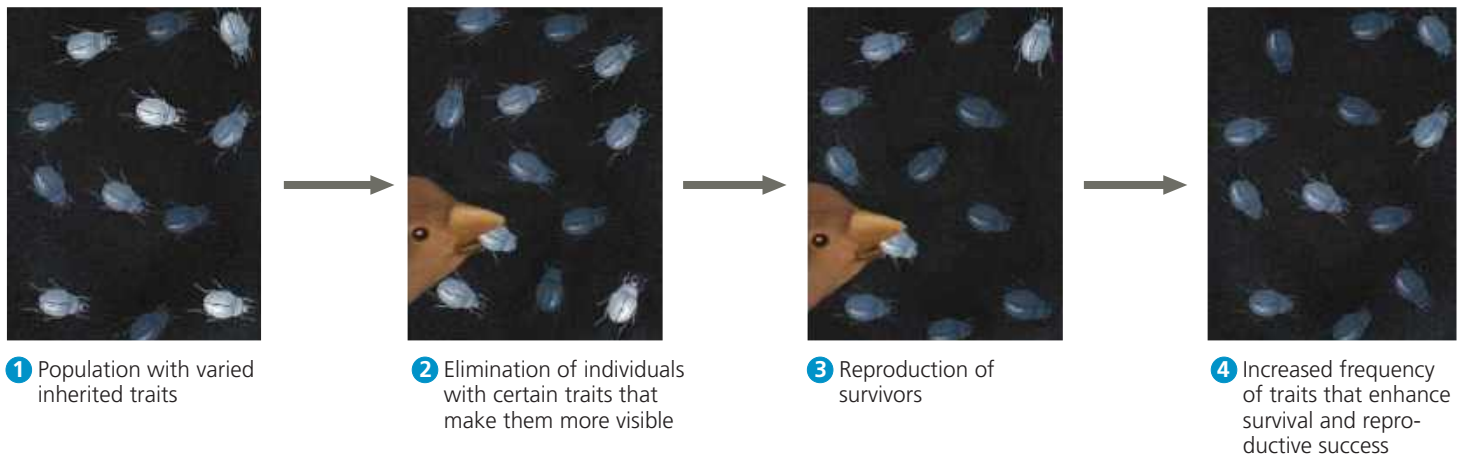 1 Population with varied
inherited traits
2 Elimination of individuals
with certain traits that
make them more visible
3 Reproduction of
survivors
4 Increased frequency
of traits that enhance
survival and repro-
ductive success